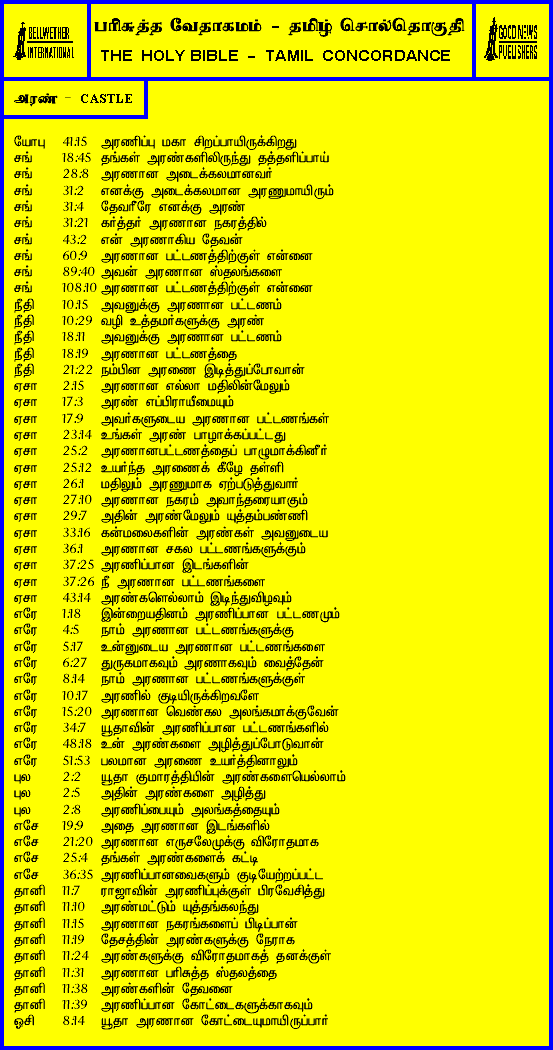 BELLWETHER
INTERNATIONAL
பரிசுத்த வேதாகமம் - தமிழ் சொல்தொகுதி
THE HOLY BIBLE - TAMIL CONCORDANCE
GOOD NEWS
PUBLISHERS
அரண் - CASTLE
யோபு 41:15 அரணிப்பு மகா சிறப்பாயிருக்கிறது
சங் 18:45 தங்கள் அரண்களிலிருந்து தத்தளிப்பாய்
சங் 28:8 அரணான அடைக்கலமானவர்
சங் 31:2 எனக்கு அடைக்கலமான அரணுமாயிரும்
சங் 31:4 தேவரீரே எனக்கு அரண்
சங் 31:21 கர்த்தர் அரணான நகரத்தில்
சங் 43:2 என் அரணாகிய தேவன்
சங் 60:9 அரணான பட்டணத்திற்குள் என்னை
சங் 89:40 அவன் அரணான ஸ்தலங்களை
சங் 108:10 அரணான பட்டணத்திற்குள் என்னை
நீதி 10:15 அவனுக்கு அரணான பட்டணம்
நீதி 10:29 வழி உத்தமர்களுக்கு அரண்
நீதி 18:11 அவனுக்கு அரணான பட்டணம்
நீதி 18:19 அரணான பட்டணத்தை
நீதி 21:22 நம்பின அரணை இடித்துப்போவான்
ஏசா 2:15 அரணான எல்லா மதிலின்மேலும்
ஏசா 17:3 அரண் எப்பிராயீமையும்
ஏசா 17:9 அவர்களுடைய அரணான பட்டணங்கள்
ஏசா 23:14 உங்கள் அரண் பாழாக்கப்பட்டது
ஏசா 25:2 அரணானபட்டணத்தைப் பாழுமாக்கினீர்
ஏசா 25:12 உயர்ந்த அரணைக் கீழே தள்ளி
ஏசா 26:1 மதிலும் அரணுமாக ஏற்படுத்துவார்
ஏசா 27:10 அரணான நகரம் அவாந்தரையாகும்
ஏசா 29:7 அதின் அரண்மேலும் யுத்தம்பண்ணி
ஏசா 33:16 கன்மலைகளின் அரண்கள் அவனுடைய
ஏசா 36:1 அரணான சகல பட்டணங்களுக்கும்
ஏசா 37:25 அரணிப்பான இடங்களின்
ஏசா 37:26 நீ அரணான பட்டணங்களை
ஏசா 43:14 அரண்களெல்லாம் இடிந்துவிழவும்
எரே 1:18 இன்றையதினம் அரணிப்பான பட்டணமும்
எரே 4:5 நாம் அரணான பட்டணங்களுக்கு
எரே 5:17 உன்னுடைய அரணான பட்டணங்களை
எரே 6:27 துருகமாகவும் அரணாகவும் வைத்தேன்
எரே 8:14 நாம் அரணான பட்டணங்களுக்குள்
எரே 10:17 அரணில் குடியிருக்கிறவளே
எரே 15:20 அரணான வெண்கல அலங்கமாக்குவேன்
எரே 34:7 யூதாவின் அரணிப்பான பட்டணங்களில்
எரே 48:18 உன் அரண்களை அழித்துப்போடுவான்
எரே 51:53 பலமான அரணை உயர்த்தினாலும்
புல 2:2 யூதா குமாரத்தியின் அரண்களையெல்லாம்
புல 2:5 அதின் அரண்களை அழித்து
புல 2:8 அரணிப்பையும் அலங்கத்தையும்
எசே 19:9 அதை அரணான இடங்களில்
எசே 21:20 அரணான எருசலேமுக்கு விரோதமாக
எசே 25:4 தங்கள் அரண்களைக் கட்டி
எசே 36:35 அரணிப்பானவைகளும் குடியேற்றப்பட்ட
தானி 11:7 ராஜாவின் அரணிப்புக்குள் பிரவேசித்து
தானி 11:10 அரண்மட்டும் யுத்தங்கலந்து
தானி 11:15 அரணான நகரங்களைப் பிடிப்பான்
தானி 11:19 தேசத்தின் அரண்களுக்கு நேராக
தானி 11:24 அரண்களுக்கு விரோதமாகத் தனக்குள்
தானி 11:31 அரணான பரிசுத்த ஸ்தலத்தை
தானி 11:38 அரண்களின் தேவனை
தானி 11:39 அரணிப்பான கோட்டைகளுக்காகவும்
ஓசி 8:14 யூதா அரணான கோட்டையுமாயிருப்பார்